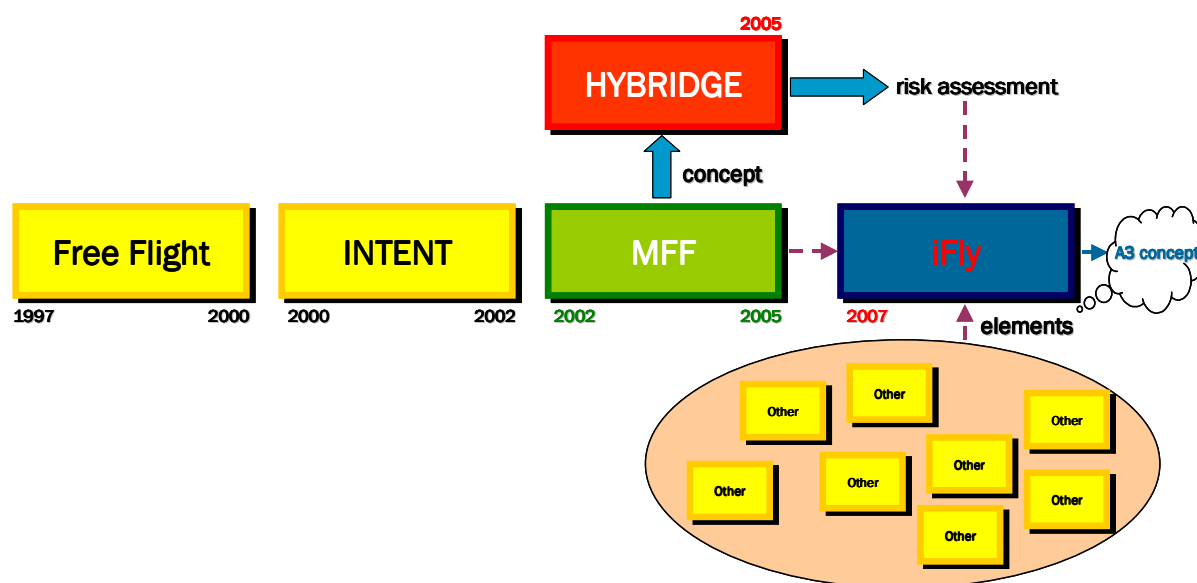 2005
HYBRIDGE
risk assessment
concept
Free Flight
INTENT
MFF
iFly
A3 concept
1997
2000
2000
2002
2002
2005
2007
elements
Other
Other
Other
Other
Other
Other
Other
Other